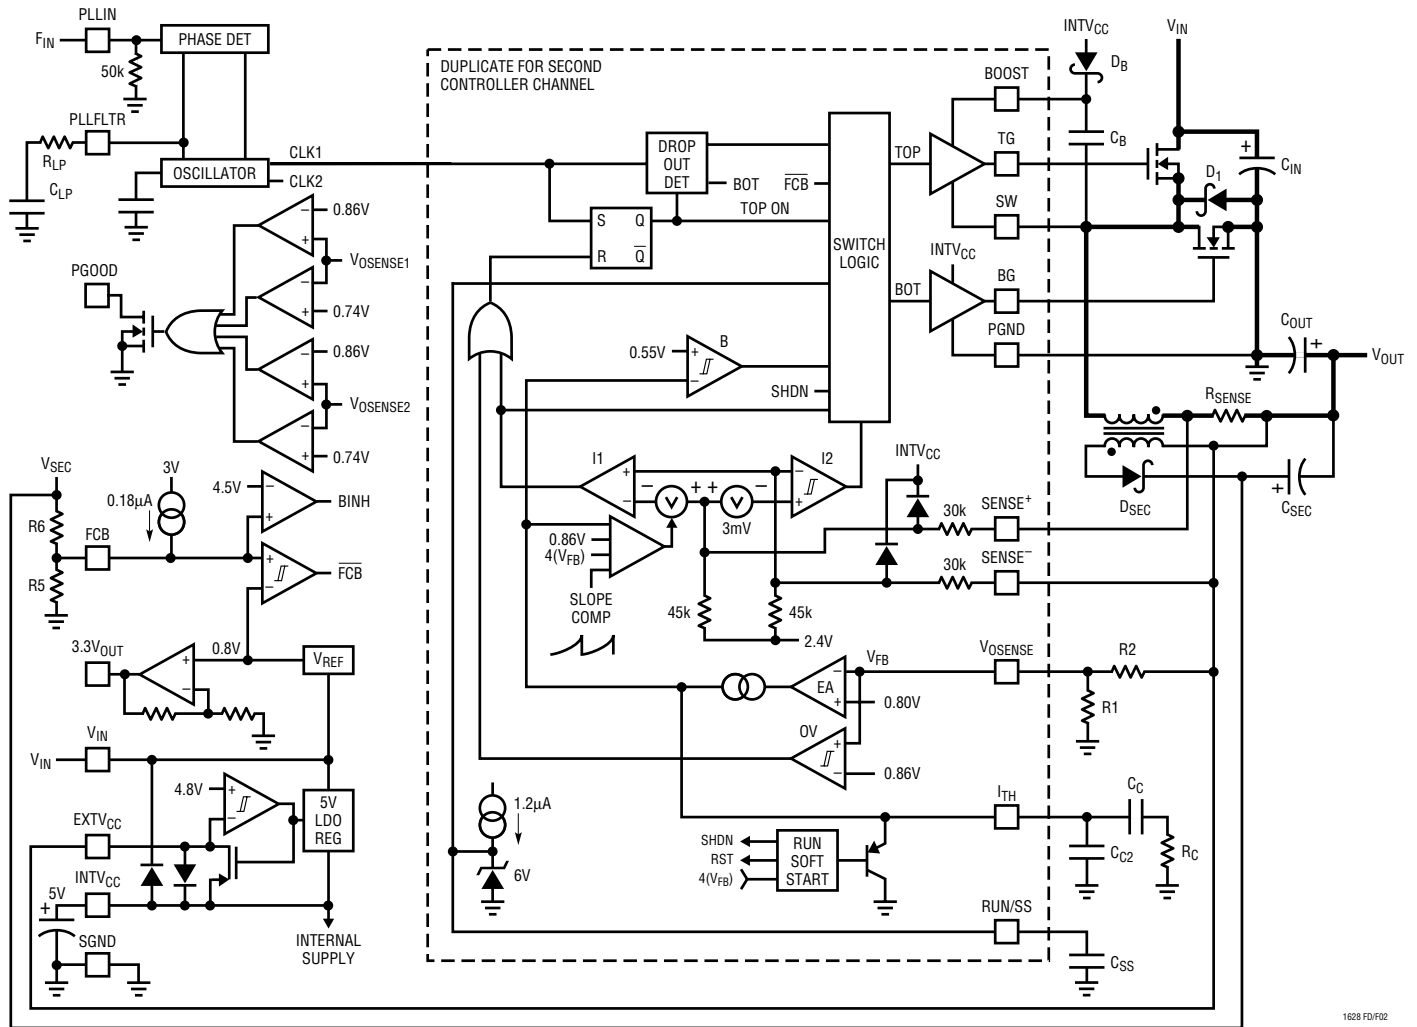 PLLIN
F_IN
PHASE DET
50k
PLLFLTR
R_LP
C_LP
OSCILLATOR
CLK1
CLK2
0.86V
V_OSENSE1
0.74V
PGOOD
0.86V
V_OSENSE2
0.74V
V_SEC
R6
FCB
R5
0.18µA
3V
4.5V
BINH
FCB
3.3V_OUT
0.8V
V_REF
V_IN
V_IN
4.8V
EXTV_CC
5V
LDO
REG
INTV_CC
5V
SGND
INTERNAL
SUPPLY
DUPLICATE FOR SECOND
CONTROLLER CHANNEL
DROP
OUT
DET
BOT
FCB
TOP ON
S Q
R Q
SWITCH
LOGIC
0.55V
B
SHDN
I1
I2
3mV
0.86V
4(V_FB)
SLOPE
COMP
45k
45k
2.4V
INTV_CC
30k
SENSE+
30k
SENSE–
V_FB
V_OSENSE
EA
0.80V
OV
0.86V
1.2µA
6V
SHDN
RST
4(V_FB)
RUN
SOFT
START
I_TH
RUN/SS
TOP
BOT
INTV_CC
BOOST
TG
SW
BG
PGND
INTV_CC
D_B
C_B
V_IN
D_1
C_IN
C_OUT
V_OUT
R_SENSE
D_SEC
C_SEC
R2
R1
C_C
C_C2
R_C
C_SS
1628 FD/F02